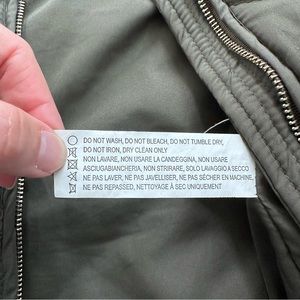 DO NOT WASH, DO NOT BLEACH, DO NOT TUMBLE DRY,
DO NOT IRON, DRY CLEAN ONLY
NON LAVARE, NON USARE LA CANDEGGINA, NON USARE
ASCIUGABIANCHERIA, NON STIRARE, SOLO LAVAGGIO A SECCO
NE PAS LAVER, NE PAS JAVELLISER, NE PAS SÉCHER EN MACHINE,
NE PAS REPASSER, NETTOYAGE À SEC UNIQUEMENT